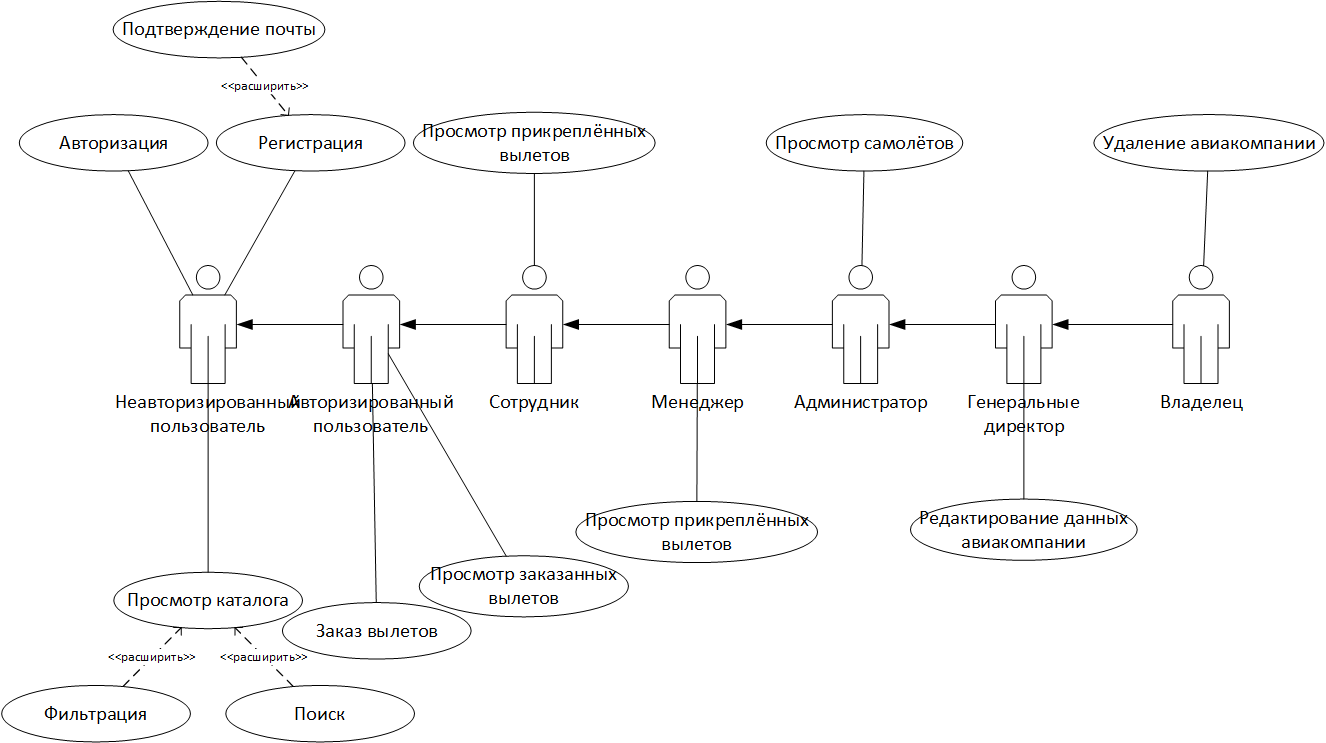 Подтверждение почты
<<расширить>>
Авторизация
Регистрация
Просмотр прикреплённых
вылетов
Просмотр самолётов
Удаление авиакомпании
Неавторизированный
пользователь
Авторизированный
пользователь
Сотрудник
Менеджер
Администратор
Генеральные
директор
Владелец
Просмотр прикреплённых
вылетов
Редактирование данных
авиакомпании
Просмотр заказанных
вылетов
Просмотр каталога
Заказ вылетов
<<расширить>>
<<расширить>>
Фильтрация
Поиск